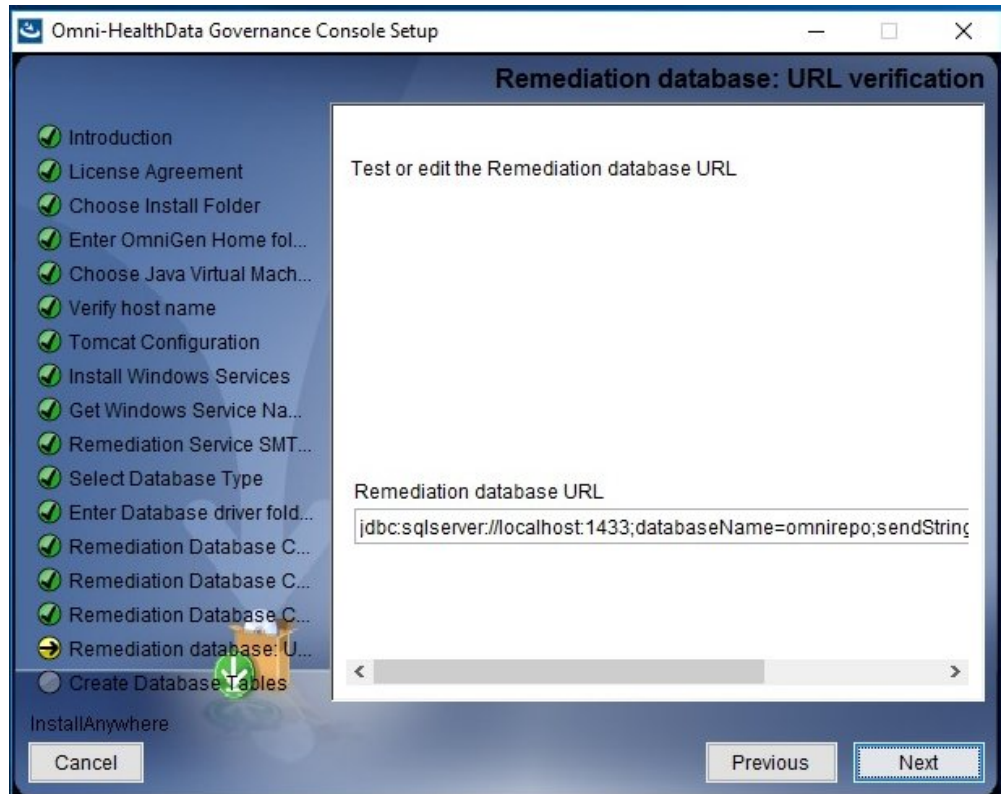 Omni-HealthData Governance Console Setup
Remediation database: URL verification
Introduction
License Agreement
Choose Install Folder
Enter OmniGen Home fol...
Choose Java Virtual Mach...
Verify host name
Tomcat Configuration
Install Windows Services
Get Windows Service Na...
Remediation Service SMT...
Select Database Type
Enter Database driver fold...
Remediation Database C...
Remediation Database C...
Remediation Database C...
Remediation database: U...
Create Database Tables
Test or edit the Remediation database URL
Remediation database URL
jdbc:sqlserver://localhost:1433;databaseName=omnirepo;sendString
InstallAnywhere
Cancel
Previous
Next